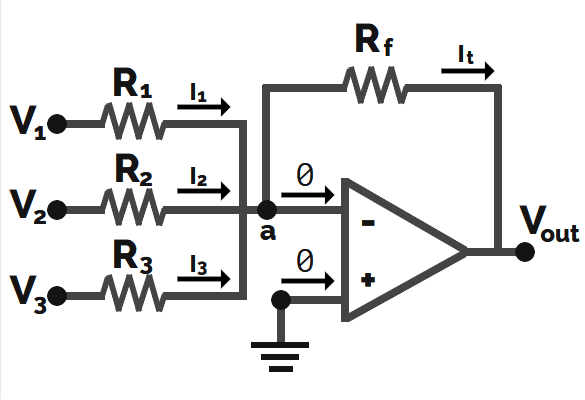 Rf
It
R1
I1
V1
R2
I2
0
V2
a
-
Vout
R3
I3
0
+
V3